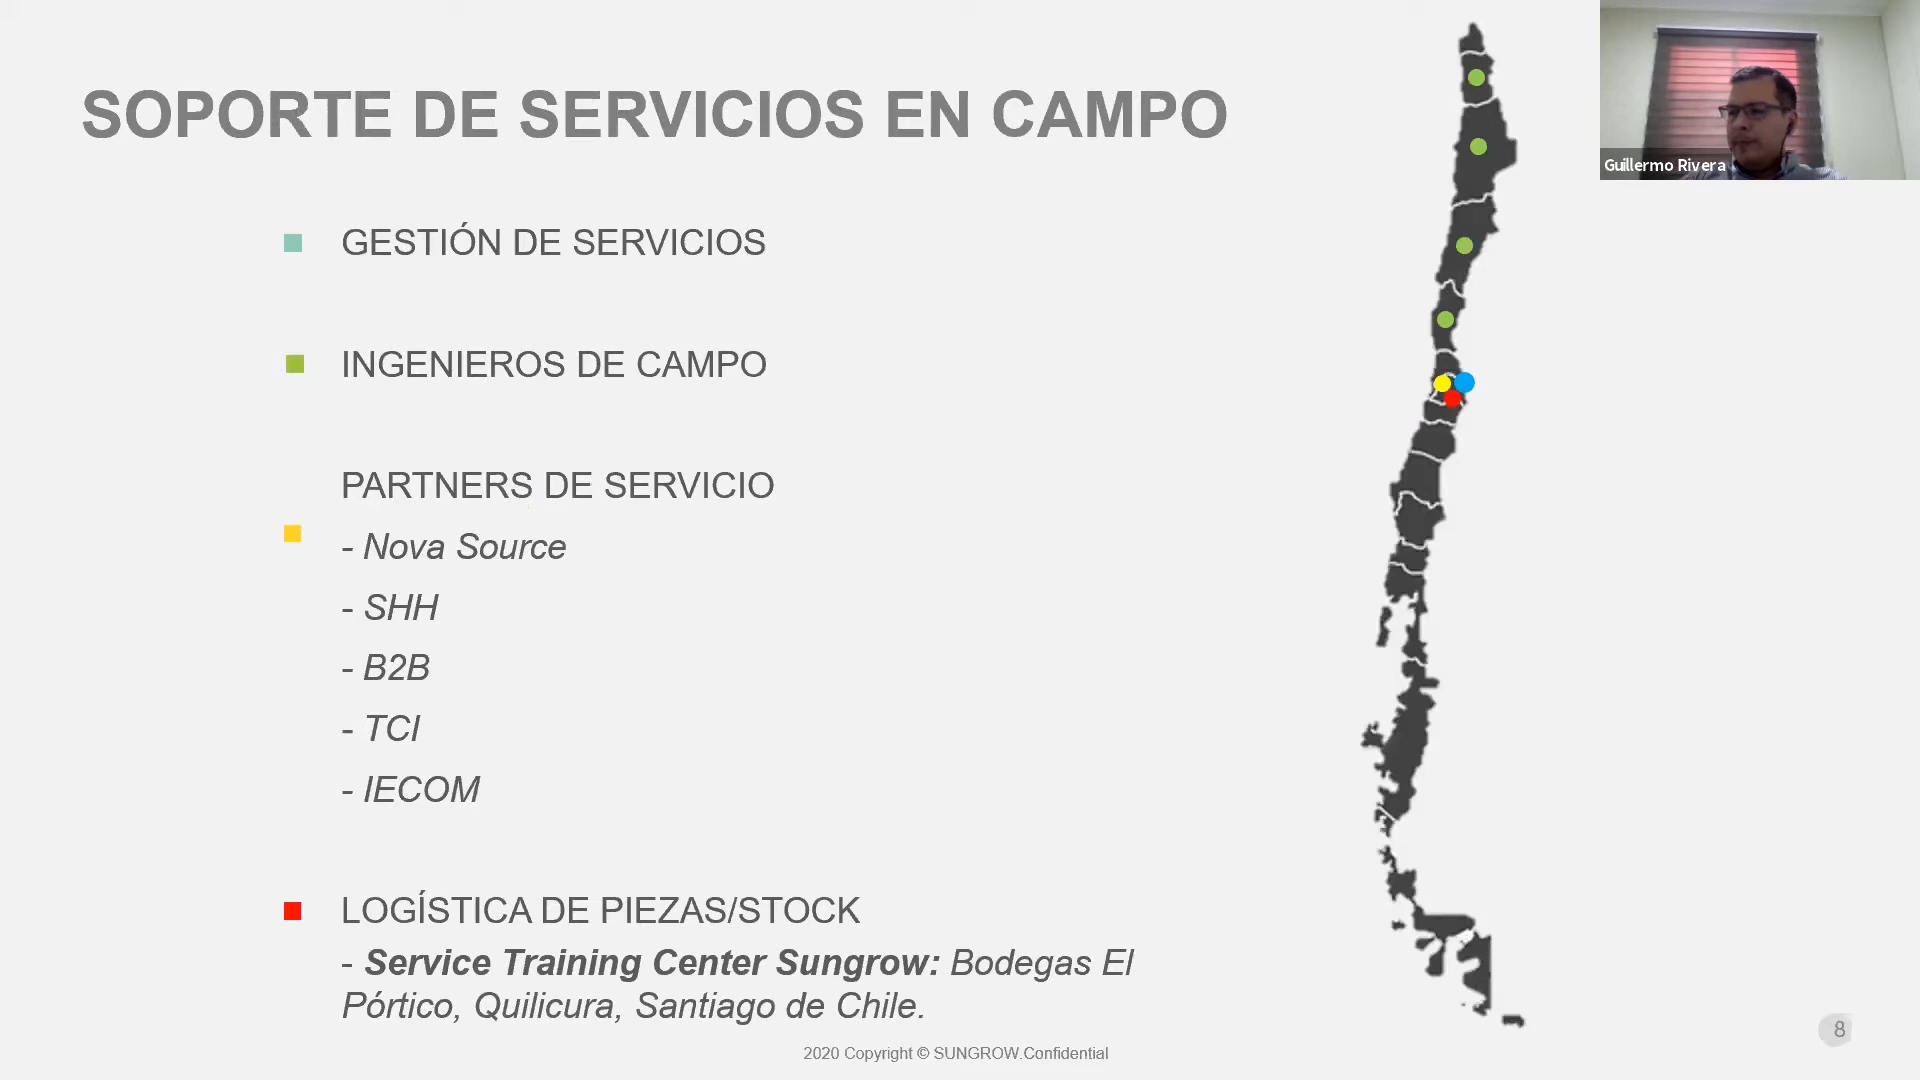 SOPORTE DE SERVICIOS EN CAMPO
Guillermo Rivera
GESTIÓN DE SERVICIOS
INGENIEROS DE CAMPO
PARTNERS DE SERVICIO
- Nova Source
- SHH
- B2B
- TCI
- IECOM
LOGÍSTICA DE PIEZAS/STOCK
- Service Training Center Sungrow: Bodegas El
Pórtico, Quilicura, Santiago de Chile.
2020 Copyright © SUNGROW.Confidential
8